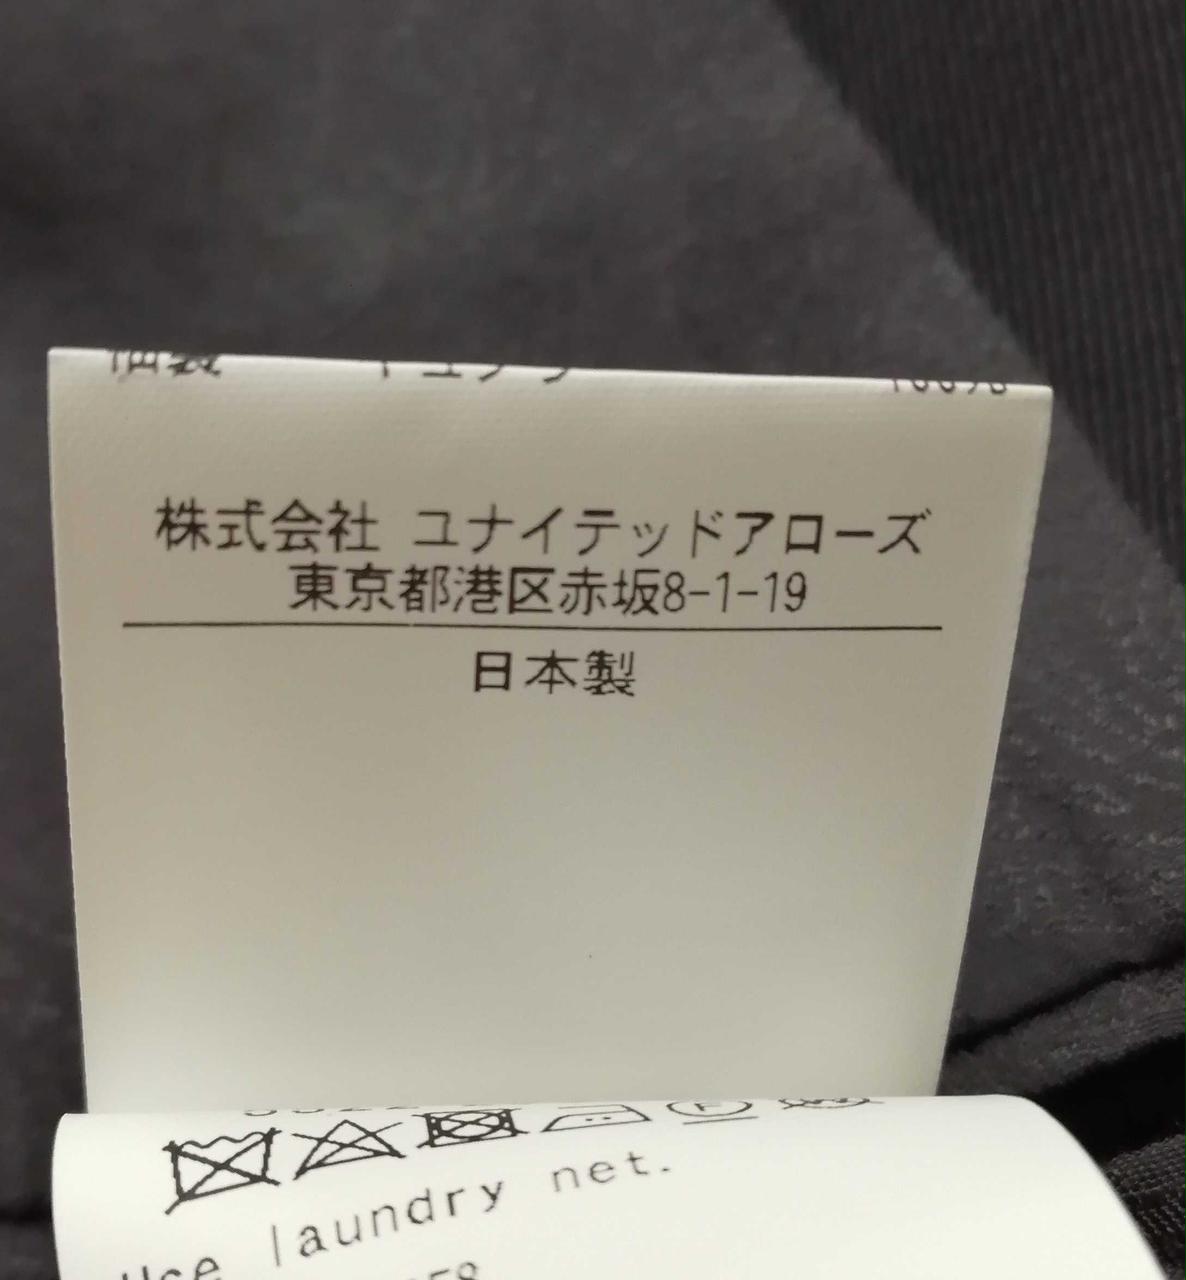 株式会社 ユナイテッドアローズ
東京都港区赤坂8-1-19
日本製
laundry net.